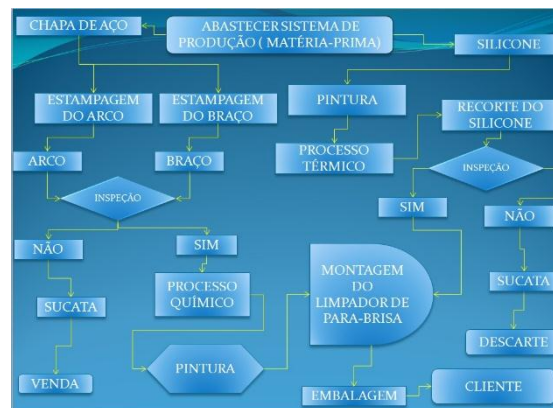 CHAPA DE AÇO
ABASTECER SISTEMA DE
PRODUÇÃO ( MATÉRIA-PRIMA)
SILICONE
ESTAMPAGEM
DO ARCO
ESTAMPAGEM
DO BRAÇO
PINTURA
RECORTE DO
SILICONE
ARCO
BRAÇO
PROCESSO
TÉRMICO
INSPEÇÃO
INSPEÇÃO
SIM
NÃO
NÃO
SIM
PROCESSO
QUÍMICO
MONTAGEM
DO
LIMPADOR DE
PARA-BRISA
SUCATA
SUCATA
PINTURA
DESCARTE
VENDA
EMBALAGEM
CLIENTE